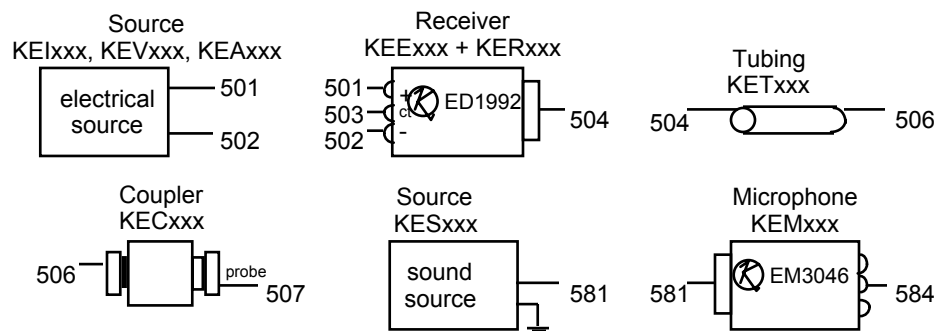 Source
KEIxxx, KEVxxx, KEAxxx
electrical
source
501
502
Receiver
KEExxx + KERxxx
501
503
502
+
ct
-
K
ED1992
504
Tubing
KETxxx
504
506
Coupler
KECxxx
506
probe
507
Source
KESxxx
sound
source
581
Microphone
KEMxxx
581
K
EM3046
584